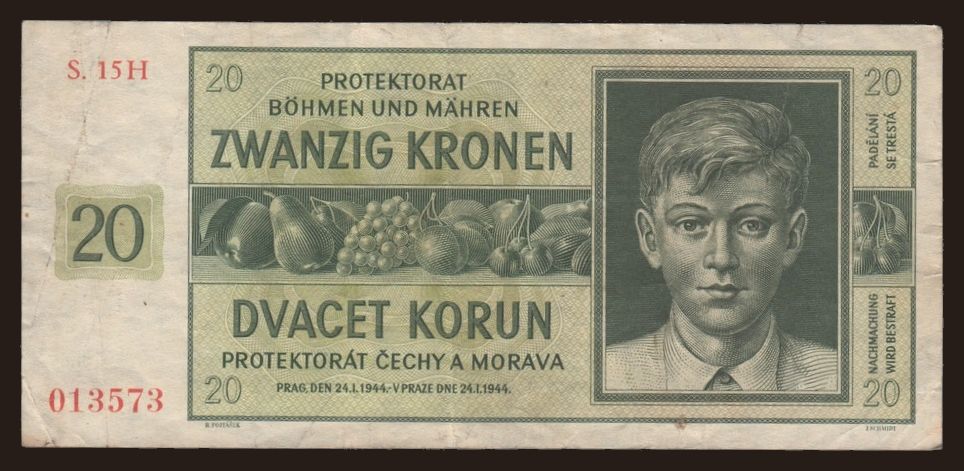 S. 15H
20
PROTEKTORAT
BÖHMEN UND MÄHREN
ZWANZIG KRONEN
20
PADĚLÁNÍ
SE TRESTÁ
20
DVACET KORUN
PROTEKTORÁT ČECHY A MORAVA
PRAG, DEN 24.I.1944.-V PRAZE DNE 24.I.1944.
NACHMACHUNG
WIRD BESTRAFT
013573
20
20
J.SCHMIDT